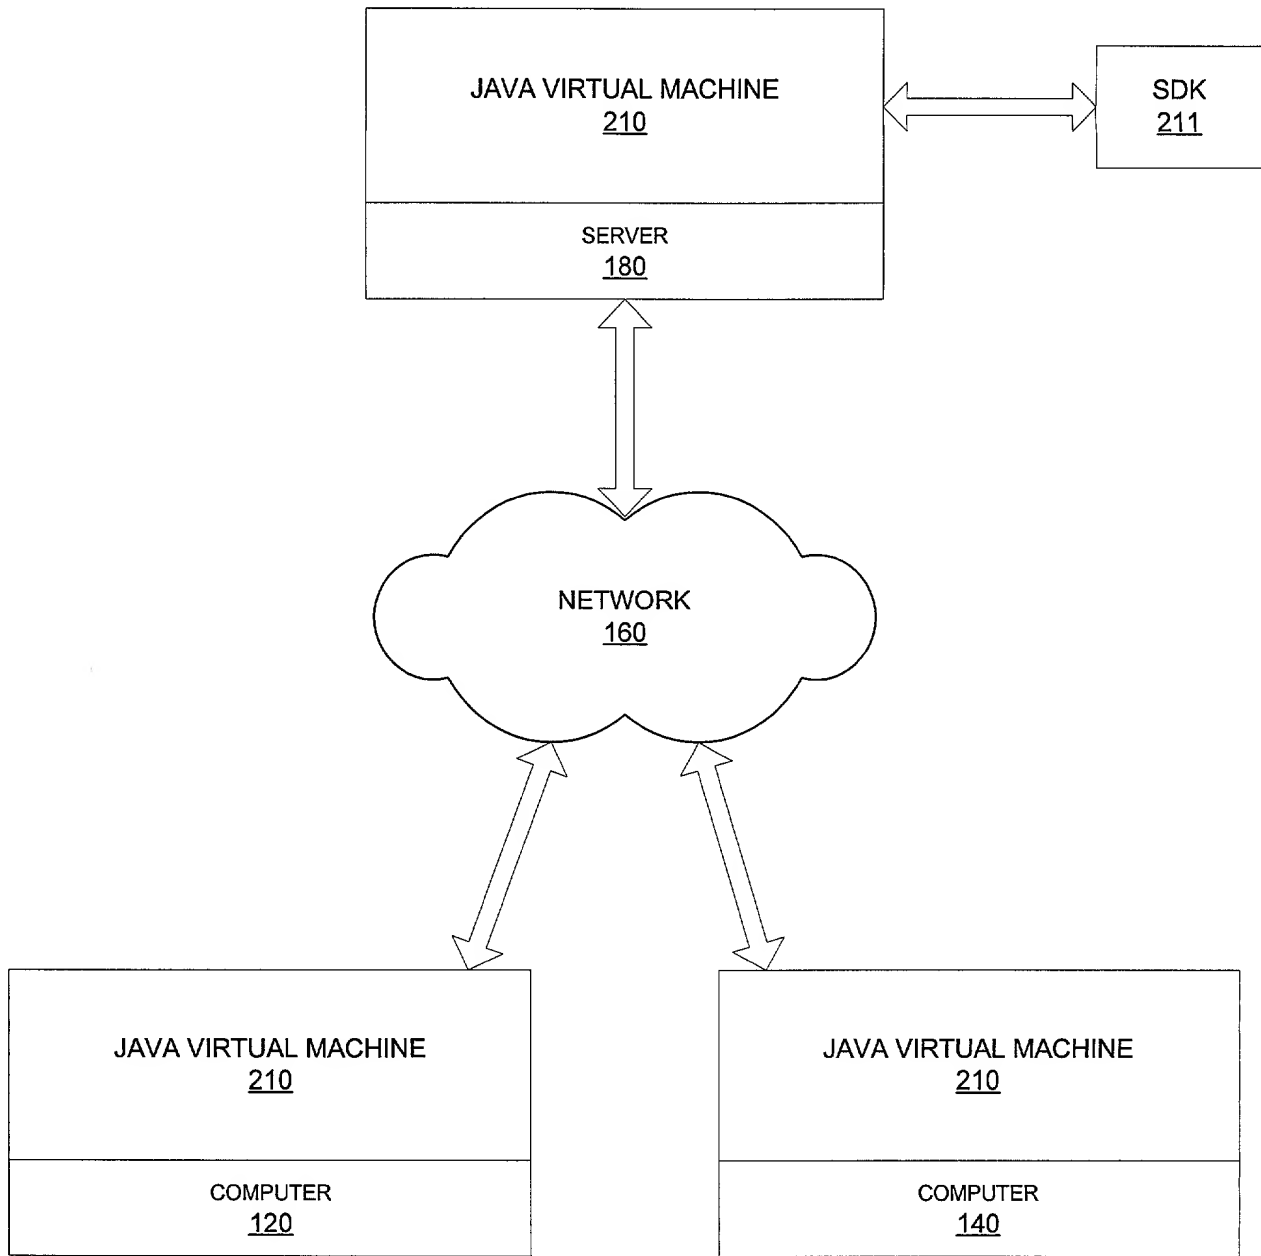 JAVA VIRTUAL MACHINE
210
SDK
211
SERVER
180
NETWORK
160
JAVA VIRTUAL MACHINE
210
COMPUTER
120
JAVA VIRTUAL MACHINE
210
COMPUTER
140